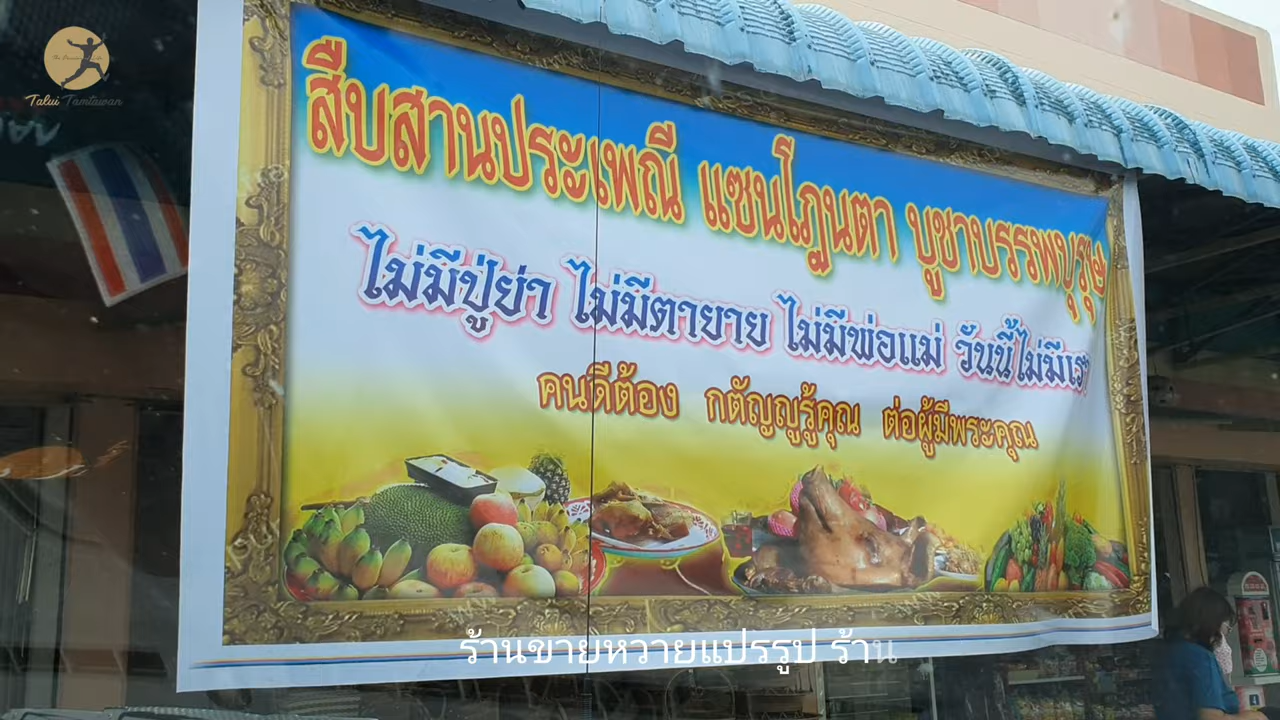 Talui Tamtawan
สืบสานประเพณี แซนโฎนตา บูชาบรรพบุรุษ
ไม่มีปู่ย่า ไม่มีตายาย ไม่มีพ่อแม่ วันนี้ไม่มีเรา
คนดีต้อง กตัญญูรู้คุณ ต่อผู้มีพระคุณ
ร้านขายหวายแปรรูป ร้าน